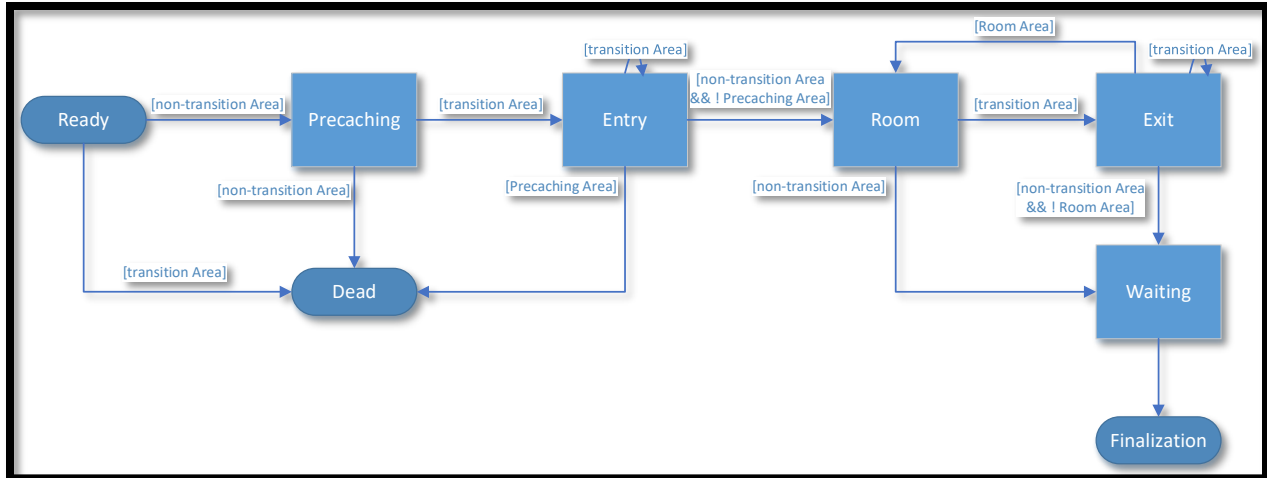 [Room Area]
[transition Area]
[transition Area]
[non-transition Area
&& ! Precaching Area]
[non-transition Area]
[transition Area]
[transition Area]
Ready
Precaching
Entry
Room
Exit
[non-transition Area]
[Precaching Area]
[non-transition Area]
[non-transition Area
&& ! Room Area]
[transition Area]
Dead
Waiting
Finalization